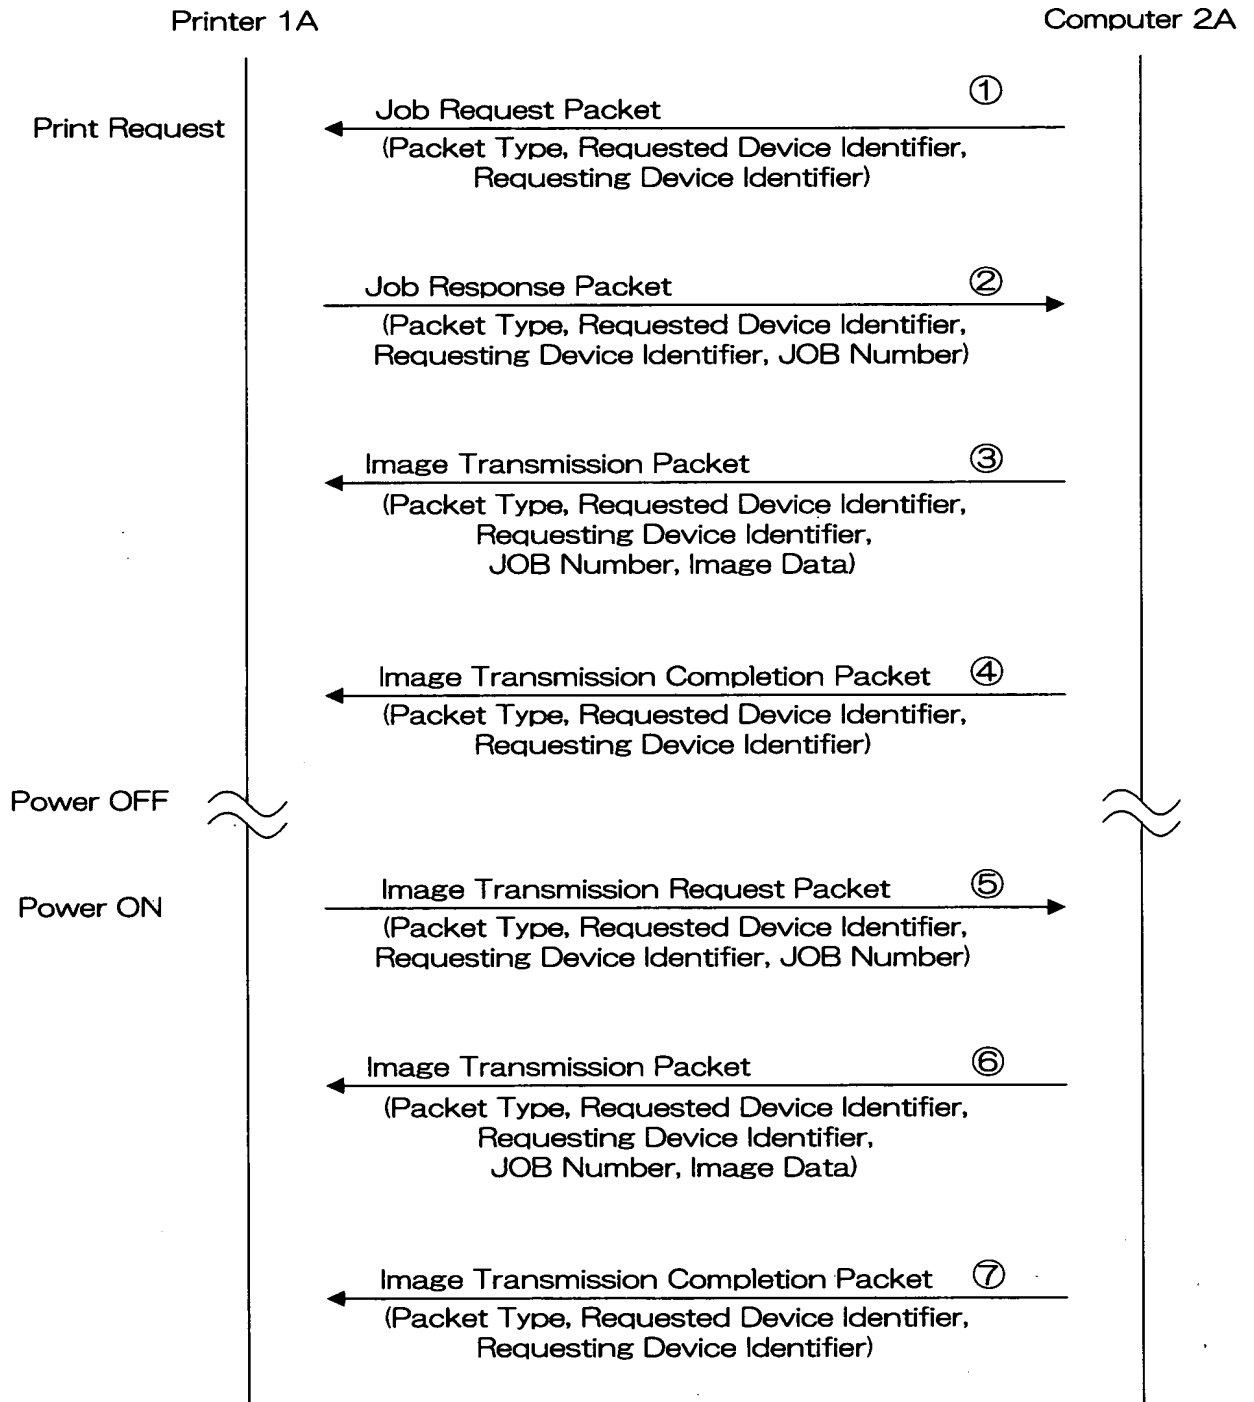 Printer 1A
Computer 2A
①
Job Request Packet
Print Request
(Packet Type, Requested Device Identifier,
Requesting Device Identifier)
②
Job Response Packet
(Packet Type, Requested Device Identifier,
Requesting Device Identifier, JOB Number)
③
Image Transmission Packet
(Packet Type, Requested Device Identifier,
Requesting Device Identifier,
JOB Number, Image Data)
④
Image Transmission Completion Packet
(Packet Type, Requested Device Identifier,
Requesting Device Identifier)
Power OFF
⑤
Image Transmission Request Packet
Power ON
(Packet Type, Requested Device Identifier,
Requesting Device Identifier, JOB Number)
⑥
Image Transmission Packet
(Packet Type, Requested Device Identifier,
Requesting Device Identifier,
JOB Number, Image Data)
⑦
Image Transmission Completion Packet
(Packet Type, Requested Device Identifier,
Requesting Device Identifier)